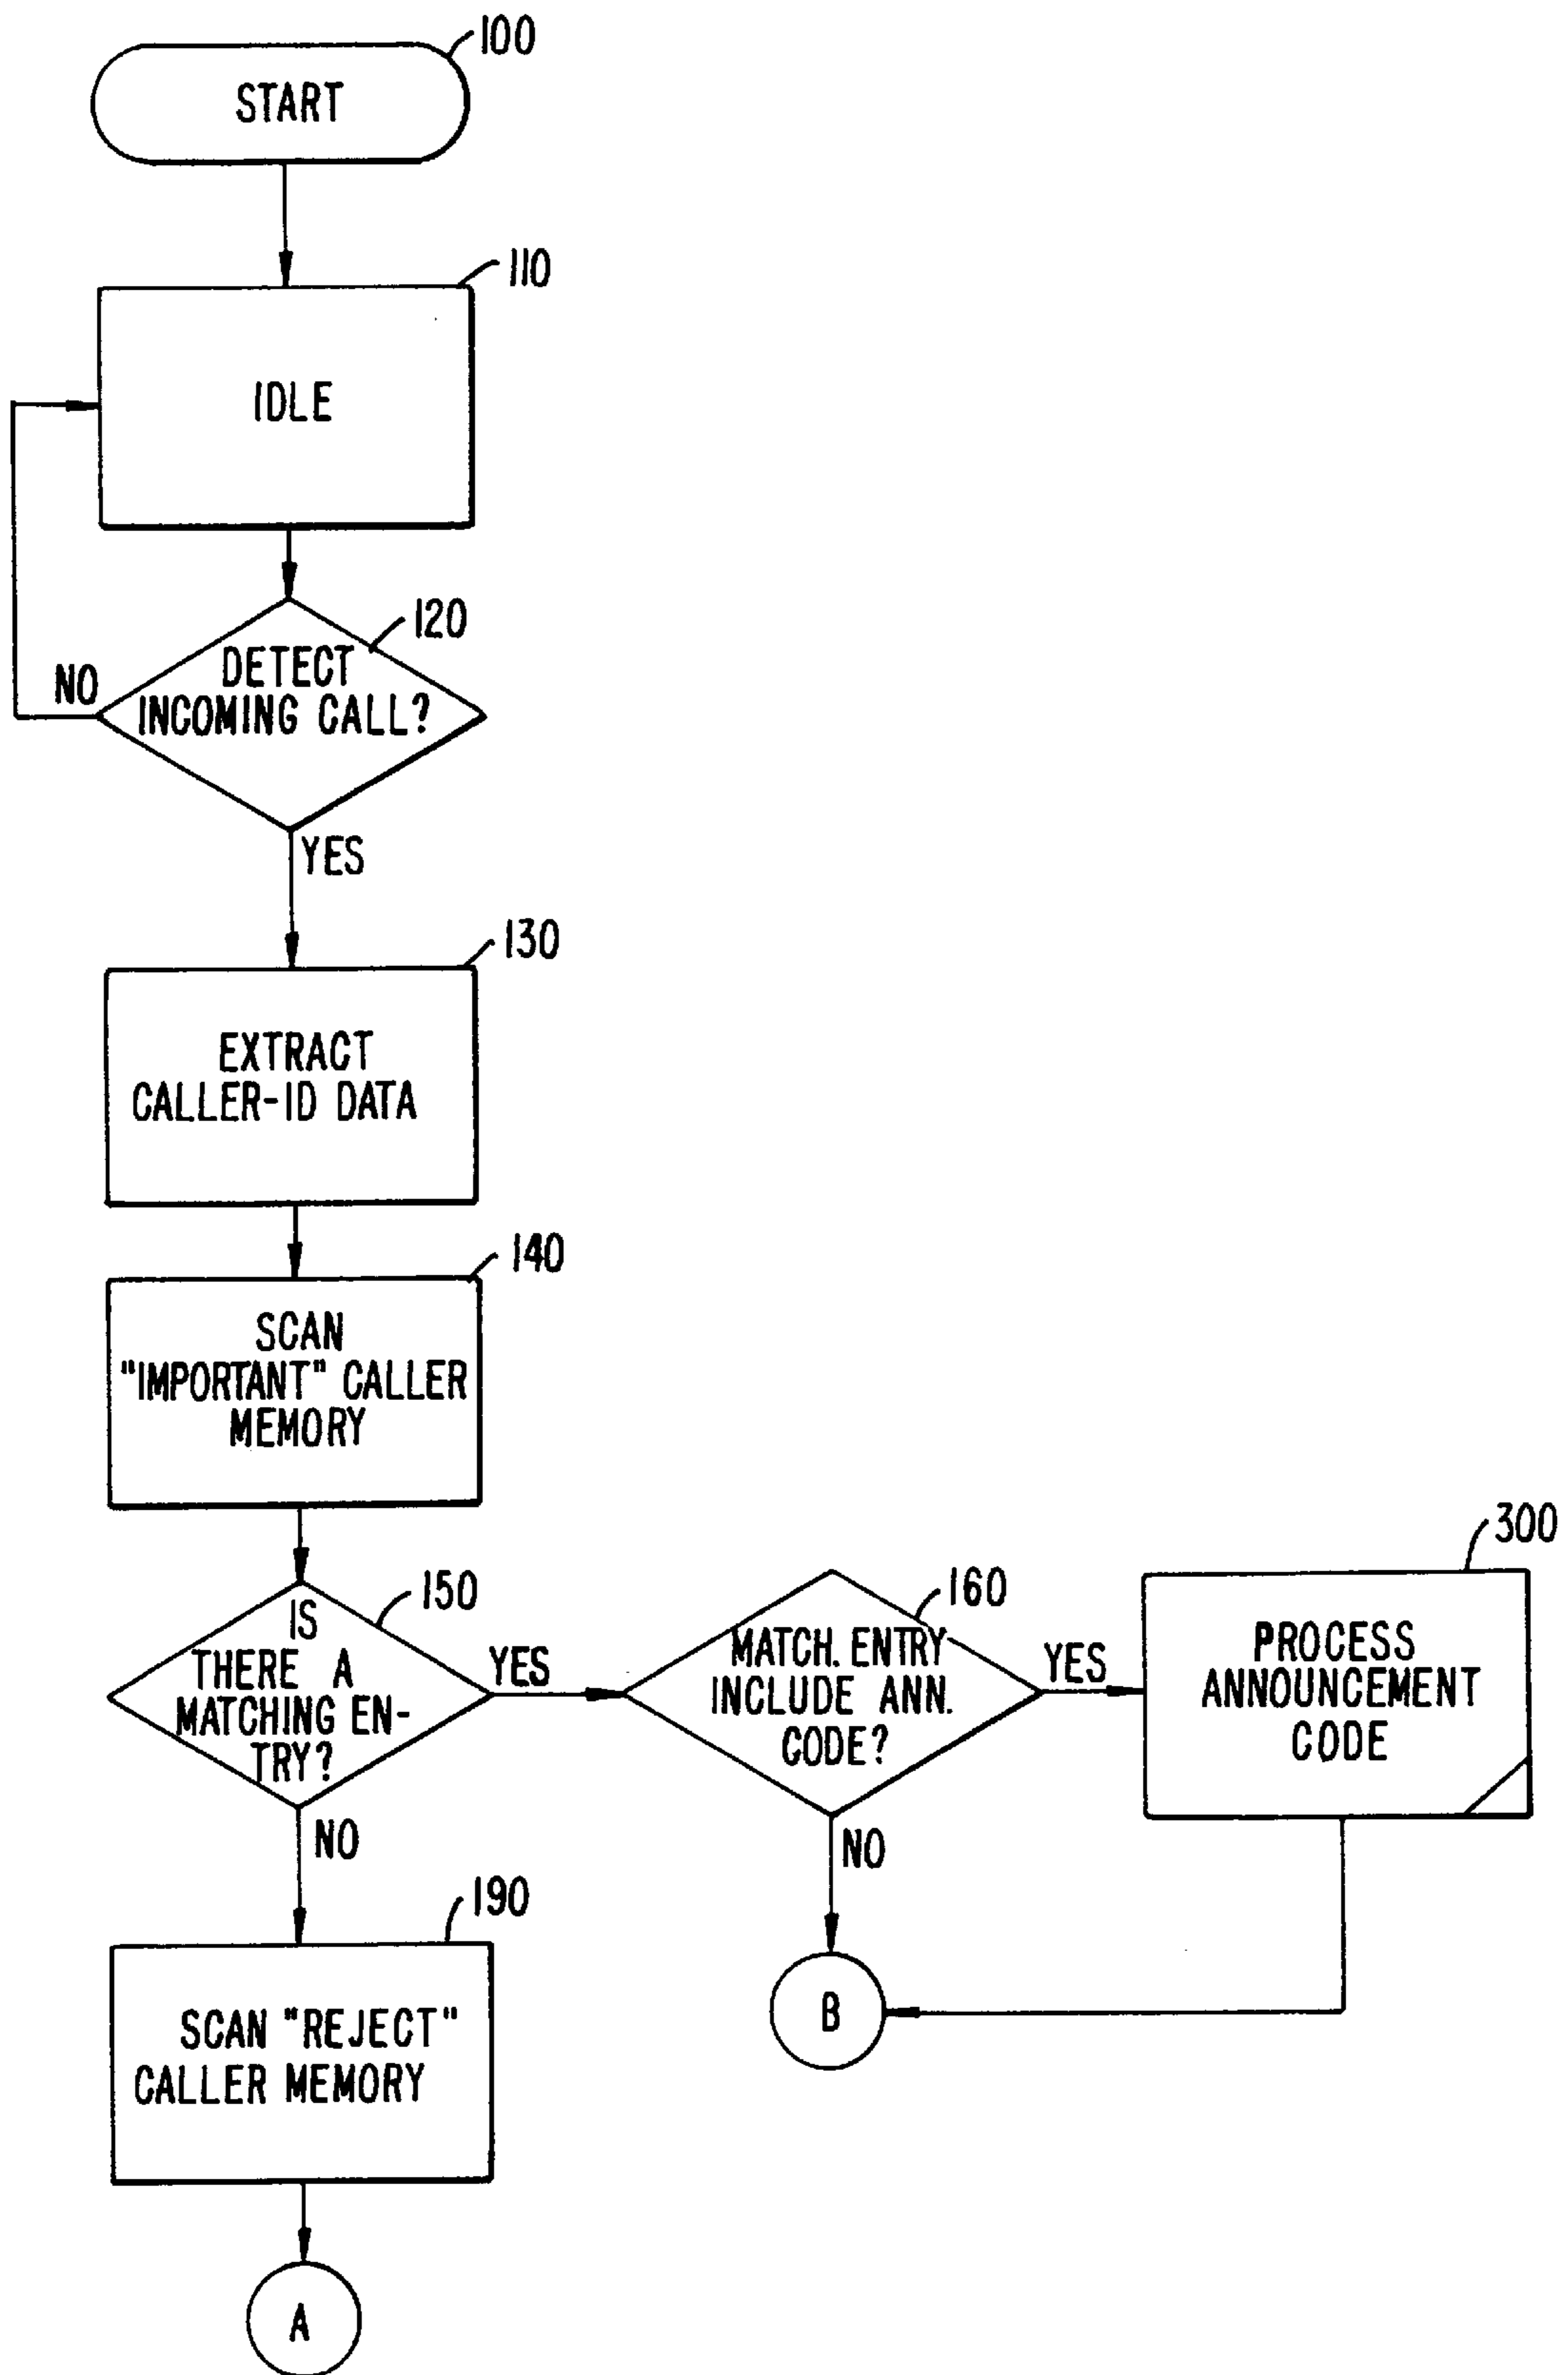 100
START
110
IDLE
120
DETECT
INCOMING CALL?
NO
YES
130
EXTRACT
CALLER-ID DATA
140
SCAN
"IMPORTANT" CALLER
MEMORY
150
IS
THERE A
MATCHING EN-
TRY?
YES
NO
160
MATCH. ENTRY
INCLUDE ANN.
CODE?
YES
NO
300
PROCESS
ANNOUNCEMENT
CODE
190
SCAN "REJECT"
CALLER MEMORY
B
A